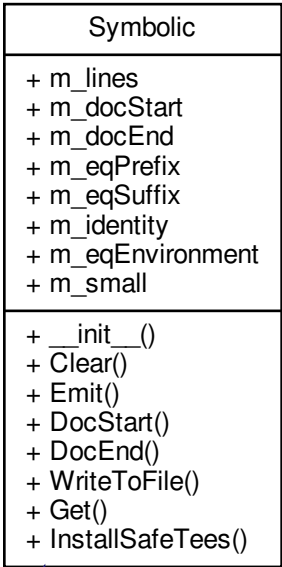 Symbolic
+ m_lines
+ m_docStart
+ m_docEnd
+ m_eqPrefix
+ m_eqSuffix
+ m_identity
+ m_eqEnvironment
+ m_small
+ __init__()
+ Clear()
+ Emit()
+ DocStart()
+ DocEnd()
+ WriteToFile()
+ Get()
+ InstallSafeTees()